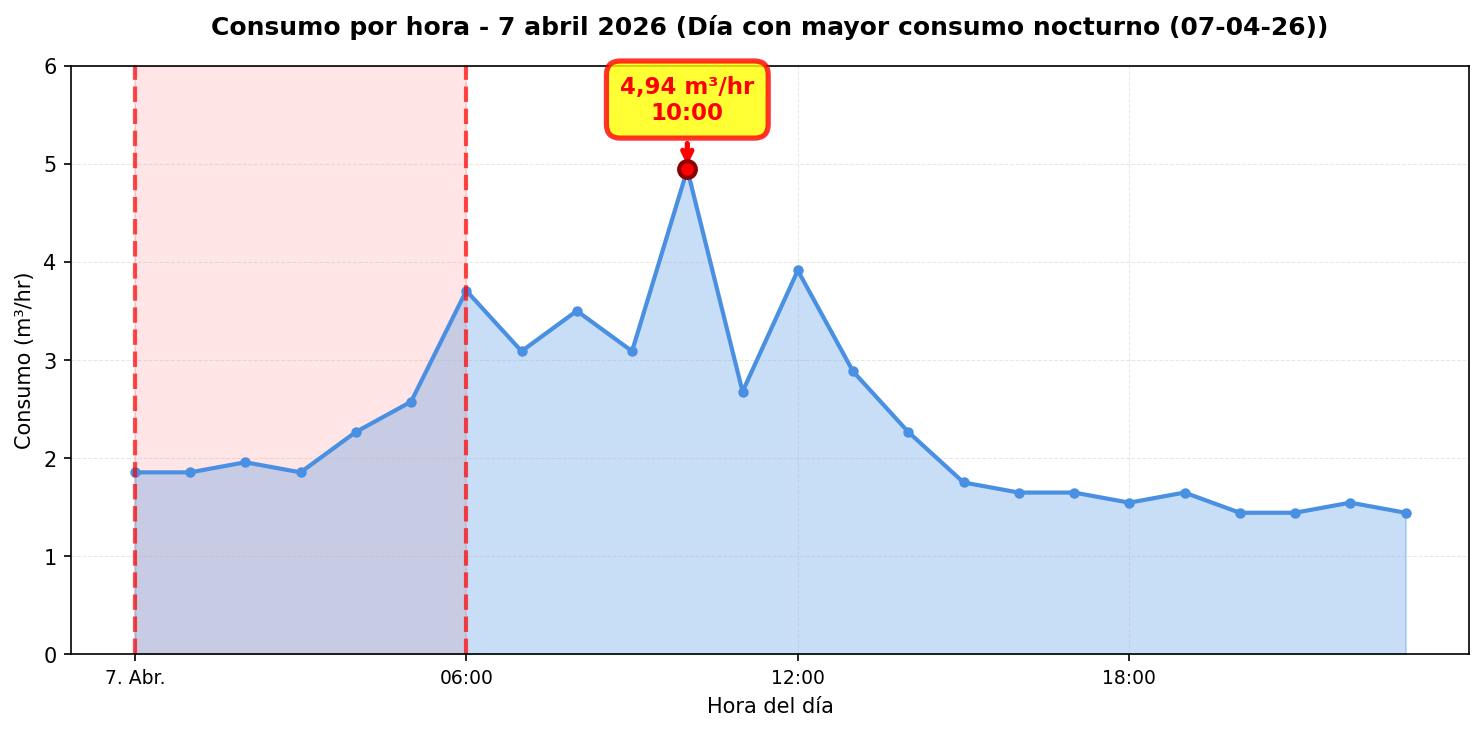 Consumo por hora - 7 abril 2026 (Día con mayor consumo nocturno (07-04-26))
4,94 m³/hr
10:00
Consumo (m³/hr)
6
5
4
3
2
1
0
7. Abr.
06:00
12:00
18:00
Hora del día